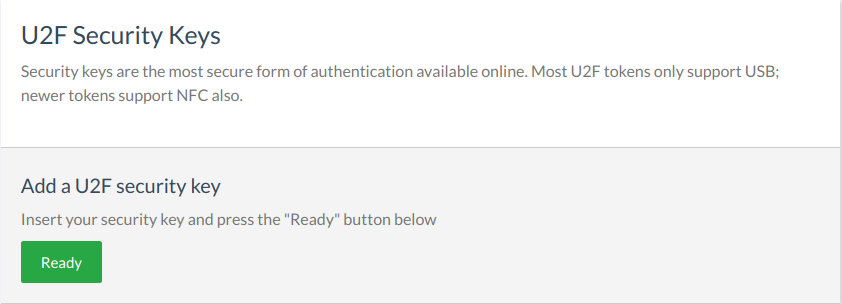 U2F Security Keys
Security keys are the most secure form of authentication available online. Most U2F tokens only support USB;
newer tokens support NFC also.
Add a U2F security key
Insert your security key and press the "Ready" button below
Ready